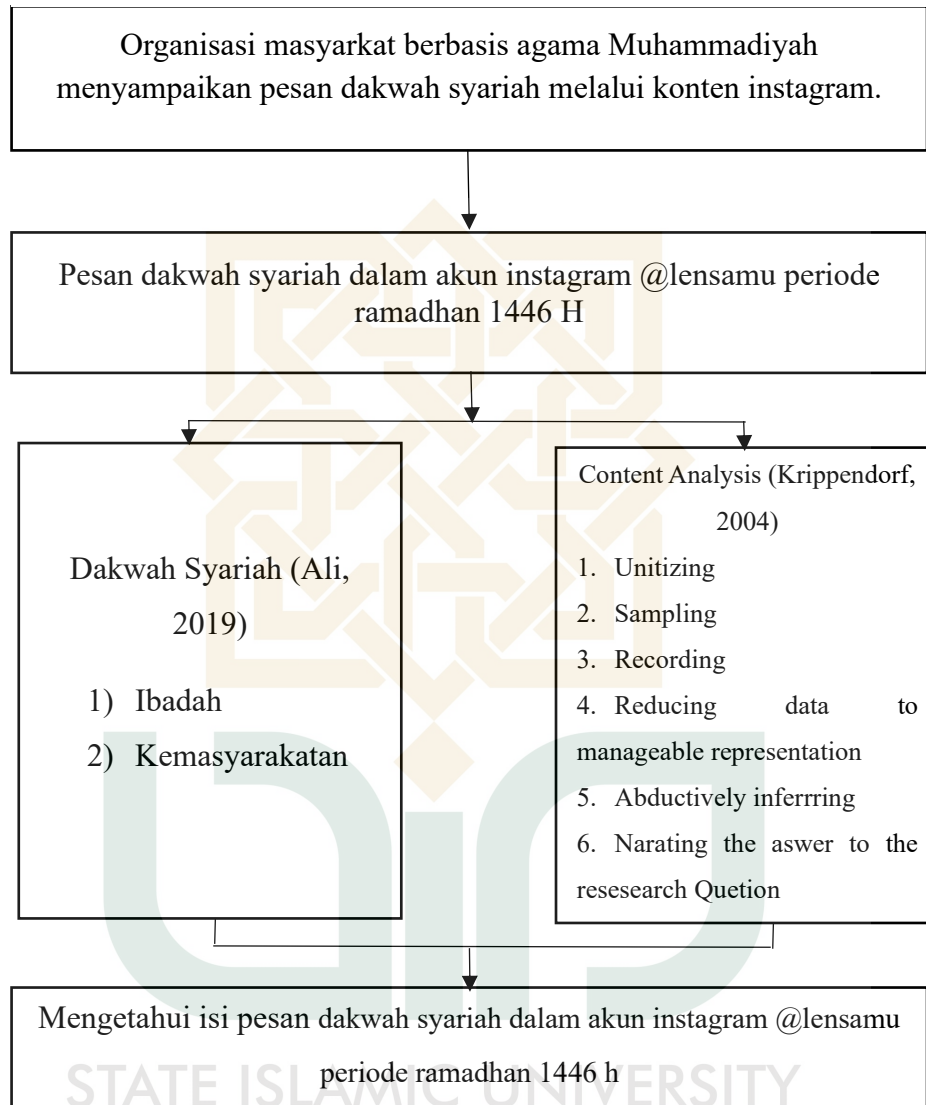 Organisasi masyarkat berbasis agama Muhammadiyah
menyampaikan pesan dakwah syariah melalui konten instagram.
Pesan dakwah syariah dalam akun instagram @lensamu periode
ramadhan 1446 H
Dakwah Syariah (Ali,
2019)
1) Ibadah
2) Kemasyarakatan
Content Analysis (Krippendorf,
2004)
1. Unitizing
2. Sampling
3. Recording
4. Reducing data to
manageable representation
5. Abductively inferrring
6. Narating the aswer to the
resesearch Quetion
Mengetahui isi pesan dakwah syariah dalam akun instagram @lensamu
periode ramadhan 1446 h
STATE ISLAMIC UNIVERSITY